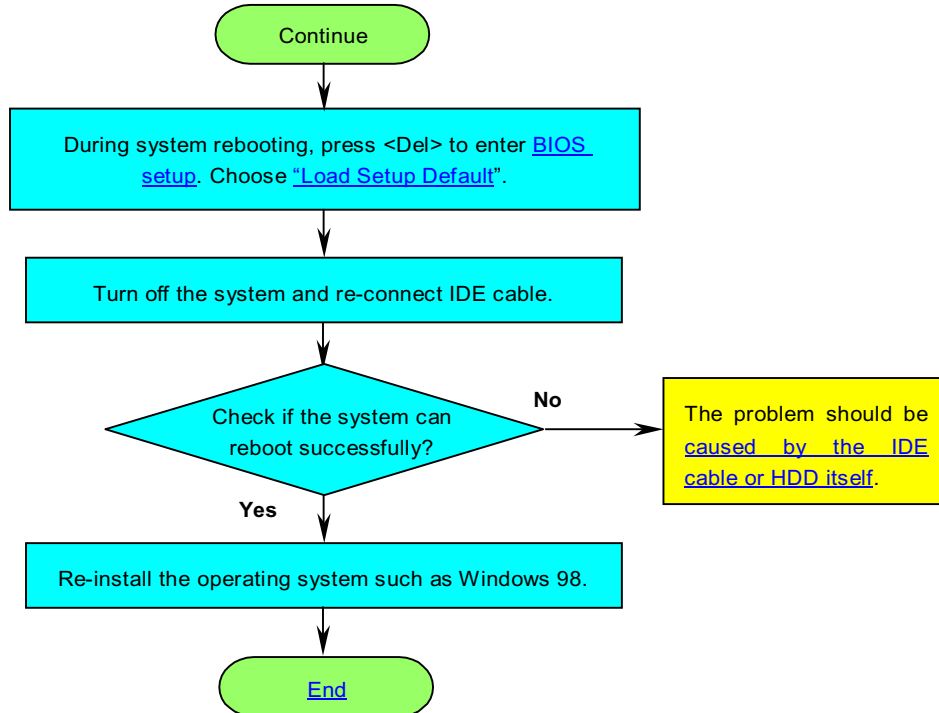 Continue
During system rebooting, press <Del> to enter BIOS
setup. Choose “Load Setup Default”.
Turn off the system and re-connect IDE cable.
Check if the system can
reboot successfully?
No
The problem should be
caused by the IDE
cable or HDD itself.
Yes
Re-install the operating system such as Windows 98.
End